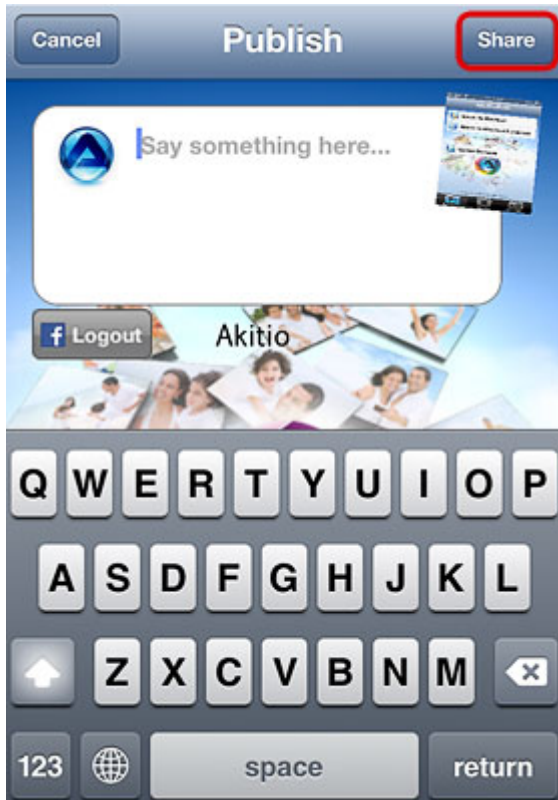 Cancel Publish Share
Say something here...
f Logout Akitio
Q W E R T Y U I O P
A S D F G H J K L
Z X C V B N M
123 space return